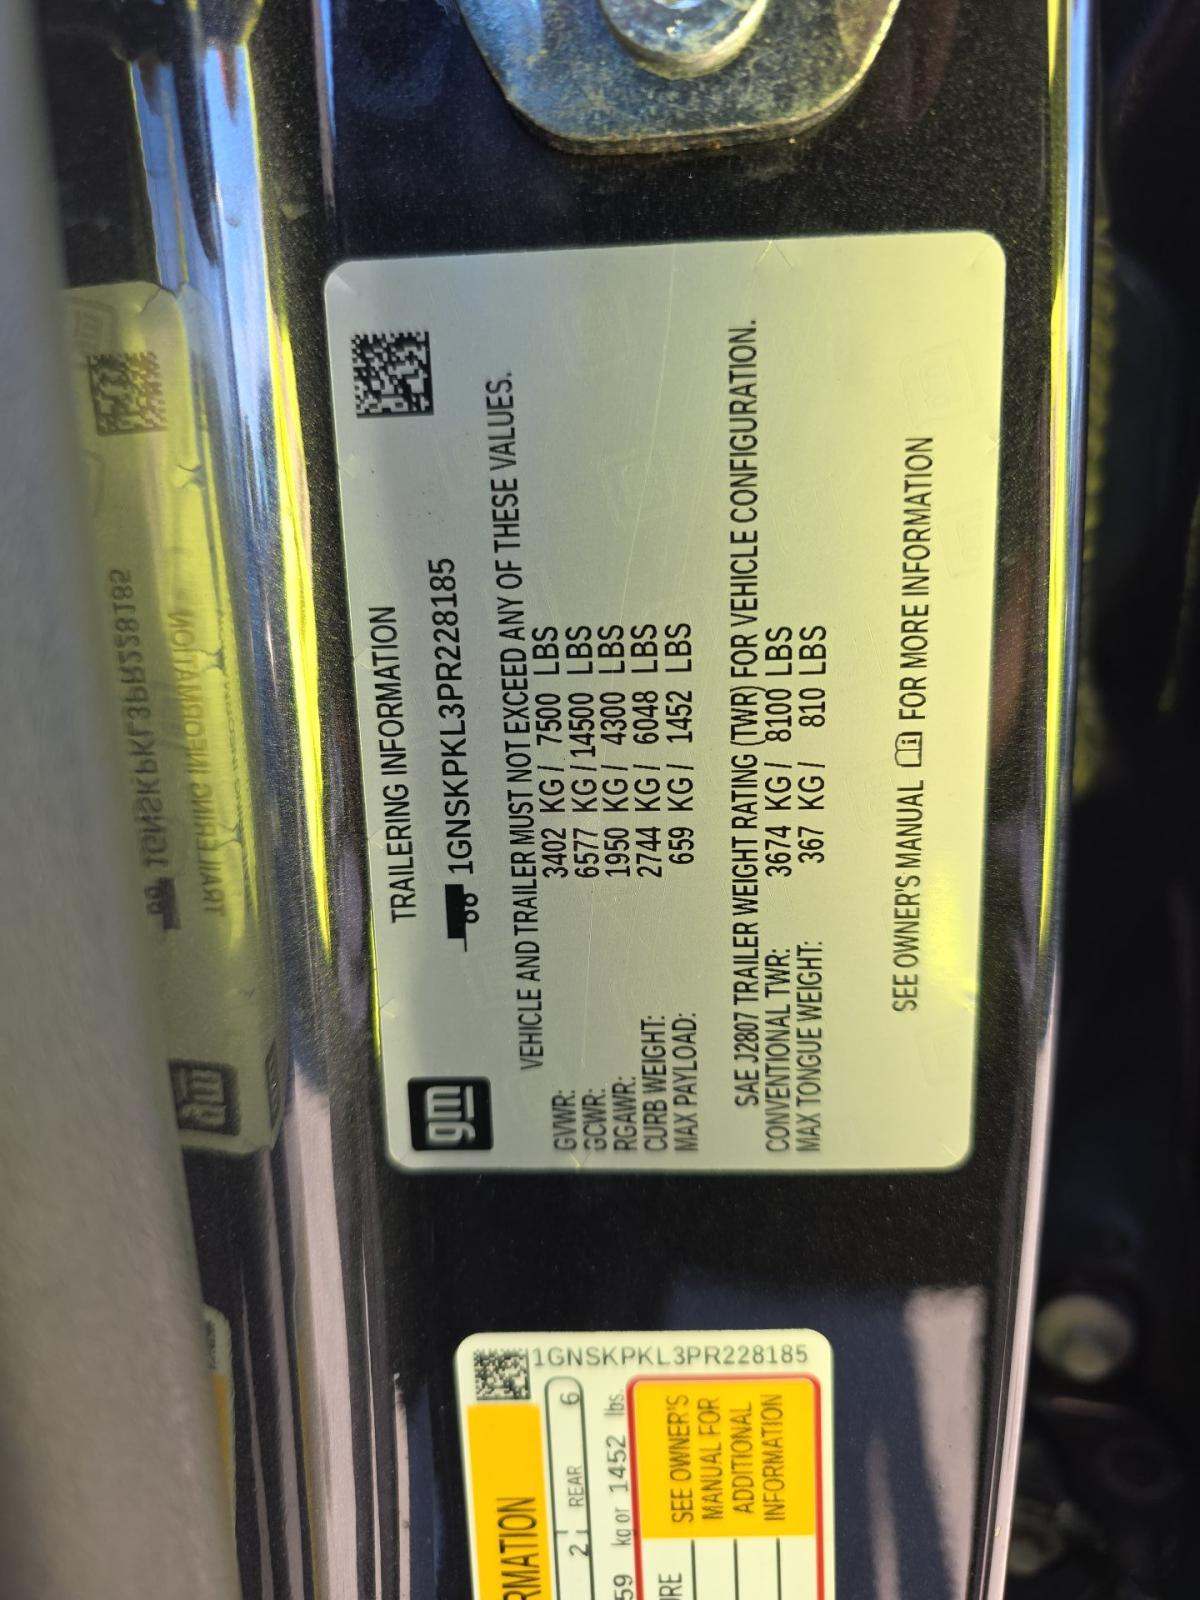 gm
TRAILERING INFORMATION
1GNSKPKL3PR228185
VEHICLE AND TRAILER MUST NOT EXCEED ANY OF THESE VALUES.
GVWR: 3402 KG / 7500 LBS
GCWR: 6577 KG / 14500 LBS
RGAWR: 1950 KG / 4300 LBS
CURB WEIGHT: 2744 KG / 6048 LBS
MAX PAYLOAD: 659 KG / 1452 LBS
SAE J2807 TRAILER WEIGHT RATING (TWR) FOR VEHICLE CONFIGURATION.
CONVENTIONAL TWR: 3674 KG / 8100 LBS
MAX TONGUE WEIGHT: 367 KG / 810 LBS
SEE OWNER'S MANUAL FOR MORE INFORMATION
1GNSKPKL3PR228185
RMATION
2 REAR 6
59 kg or 1452 lbs.
URE
SEE OWNER'S
MANUAL FOR
ADDITIONAL
INFORMATION